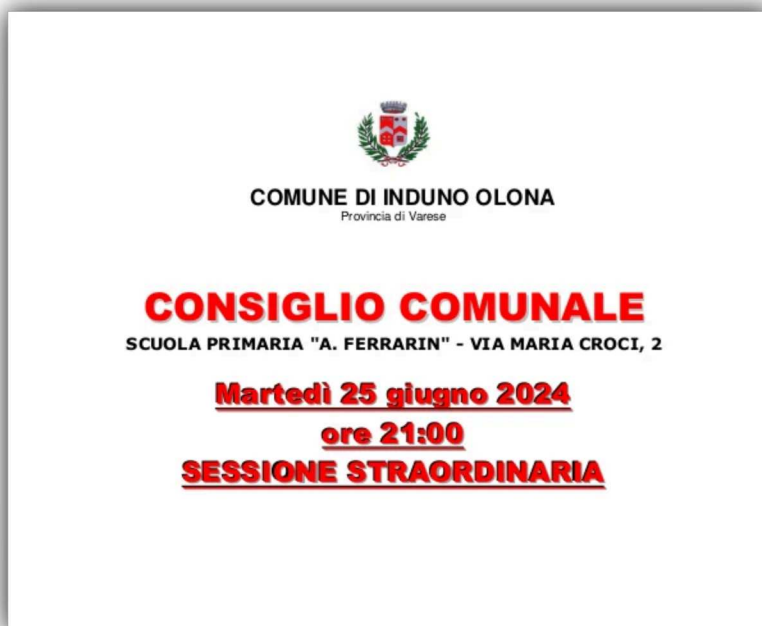 COMUNE DI INDUNO OLONA
Provincia di Varese
CONSIGLIO COMUNALE
SCUOLA PRIMARIA "A. FERRARIN" - VIA MARIA CROCI, 2
Martedì 25 giugno 2024
ore 21:00
SESSIONE STRAORDINARIA